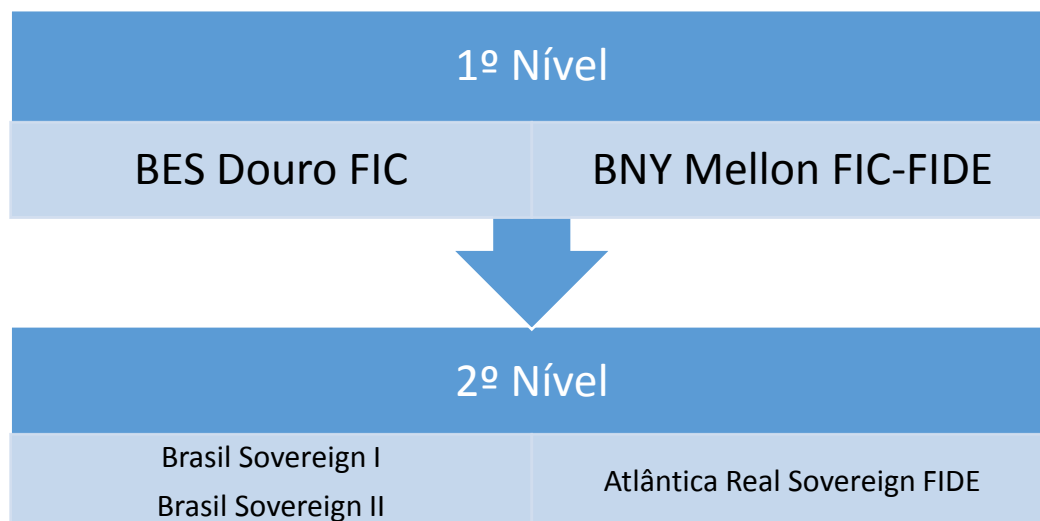 1º Nível
BES Douro FIC
BNY Mellon FIC-FIDE
2º Nível
Brasil Sovereign I
Brasil Sovereign II
Atlântica Real Sovereign FIDE